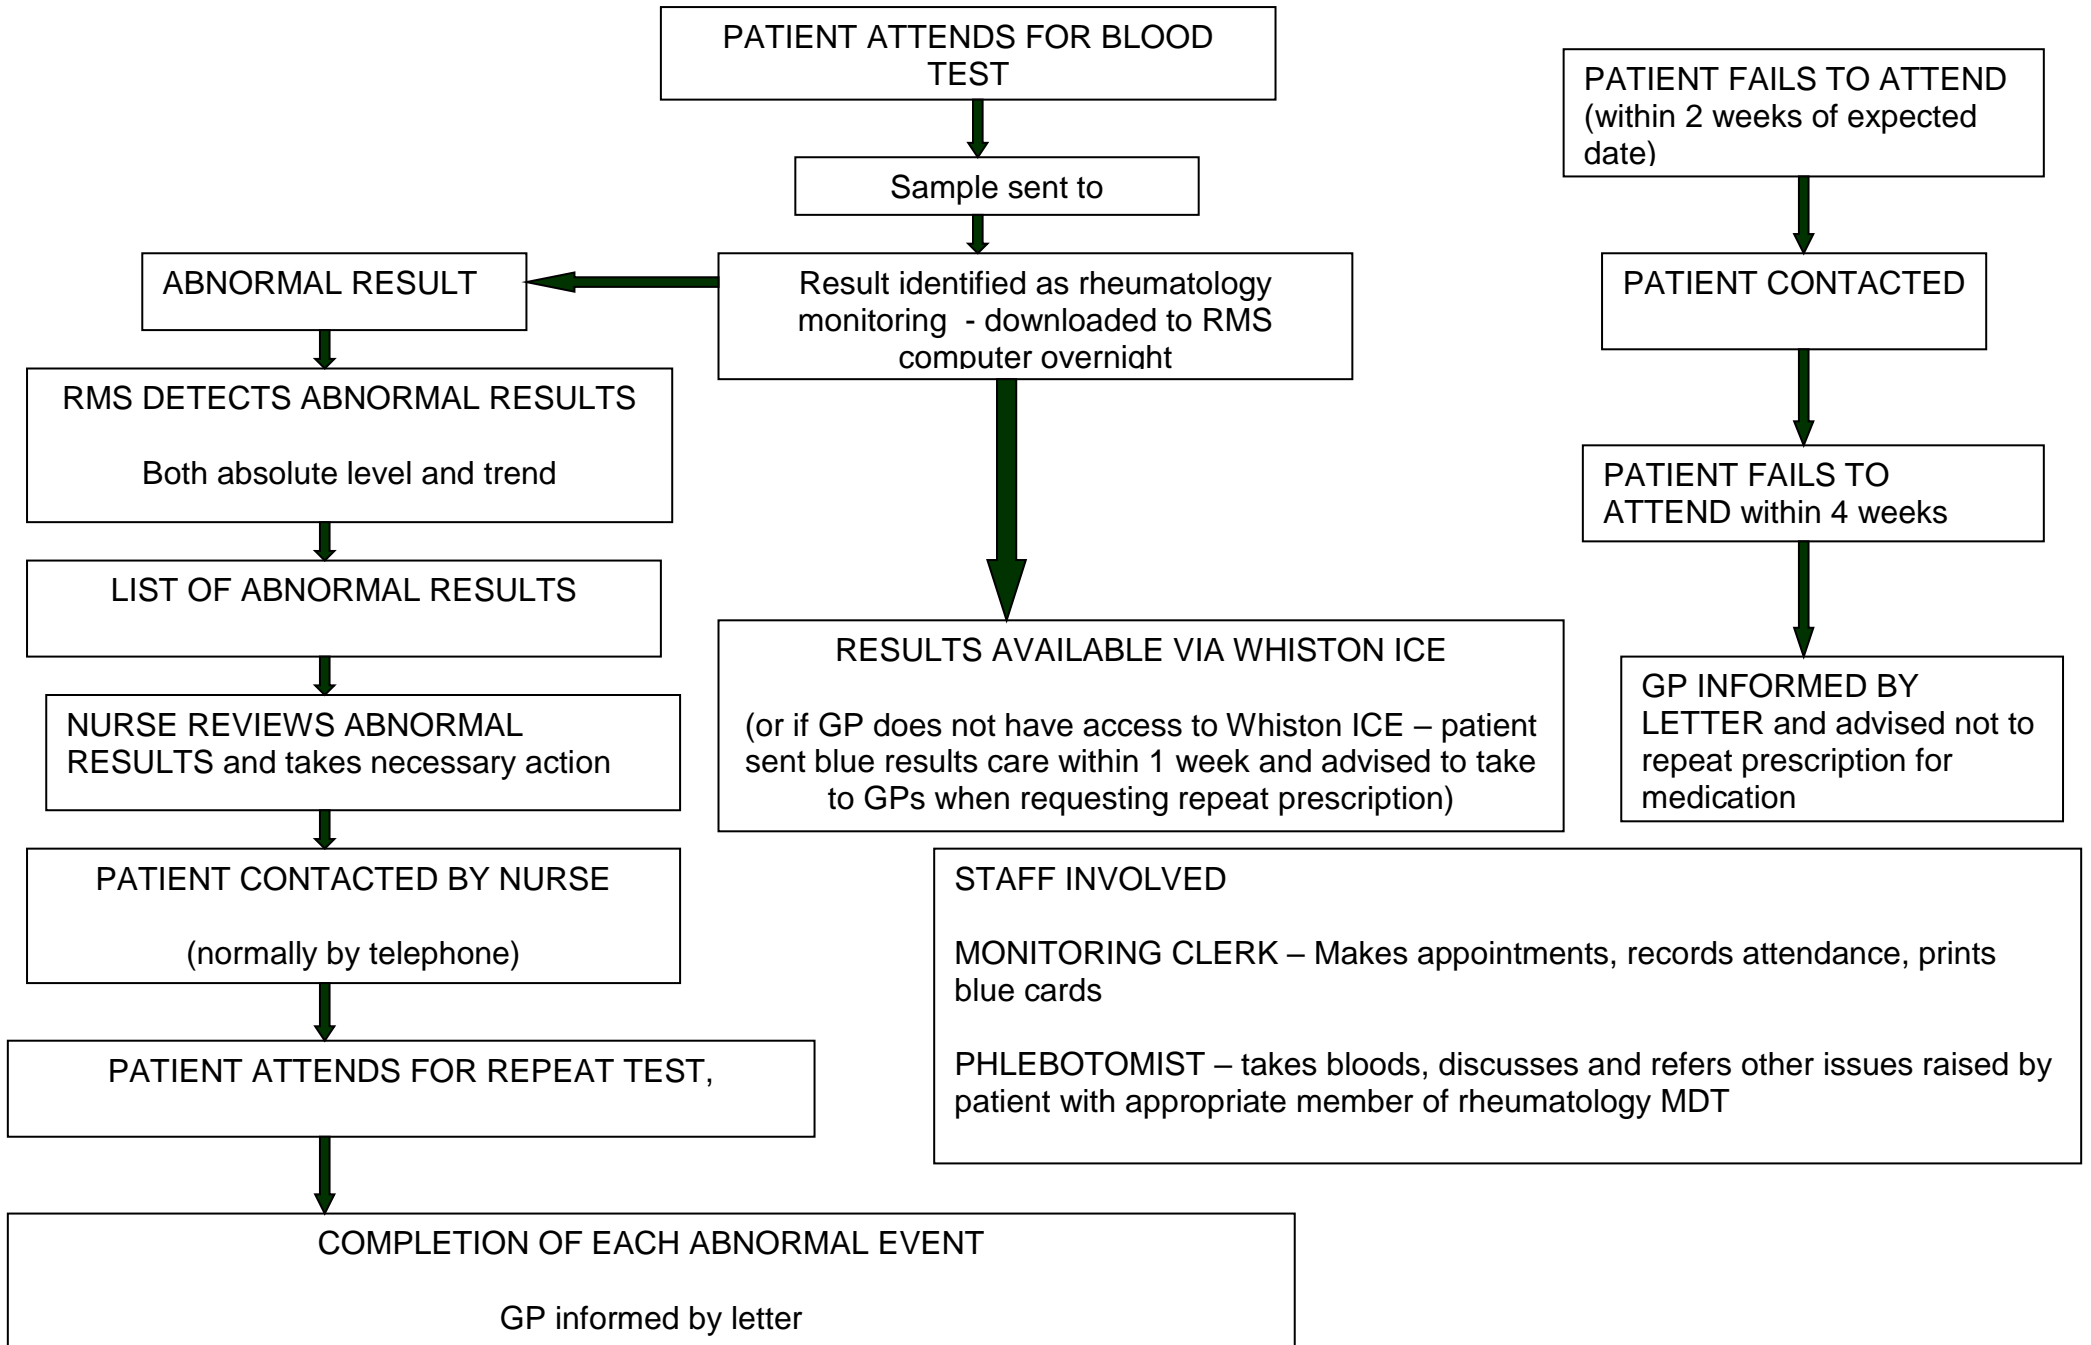 PATIENT ATTENDS FOR BLOOD
TEST
Sample sent to
Result identified as rheumatology
monitoring  - downloaded to RMS
computer overnight
ABNORMAL RESULT
RMS DETECTS ABNORMAL RESULTS
Both absolute level and trend
LIST OF ABNORMAL RESULTS
NURSE REVIEWS ABNORMAL
RESULTS and takes necessary action
PATIENT CONTACTED BY NURSE
(normally by telephone)
PATIENT ATTENDS FOR REPEAT TEST,
COMPLETION OF EACH ABNORMAL EVENT
GP informed by letter
RESULTS AVAILABLE VIA WHISTON ICE
(or if GP does not have access to Whiston ICE – patient
sent blue results care within 1 week and advised to take
to GPs when requesting repeat prescription)
PATIENT FAILS TO ATTEND
(within 2 weeks of expected
date)
PATIENT CONTACTED
PATIENT FAILS TO
ATTEND within 4 weeks
GP INFORMED BY
LETTER and advised not to
repeat prescription for
medication
STAFF INVOLVED
MONITORING CLERK – Makes appointments, records attendance, prints
blue cards
PHLEBOTOMIST – takes bloods, discusses and refers other issues raised by
patient with appropriate member of rheumatology MDT